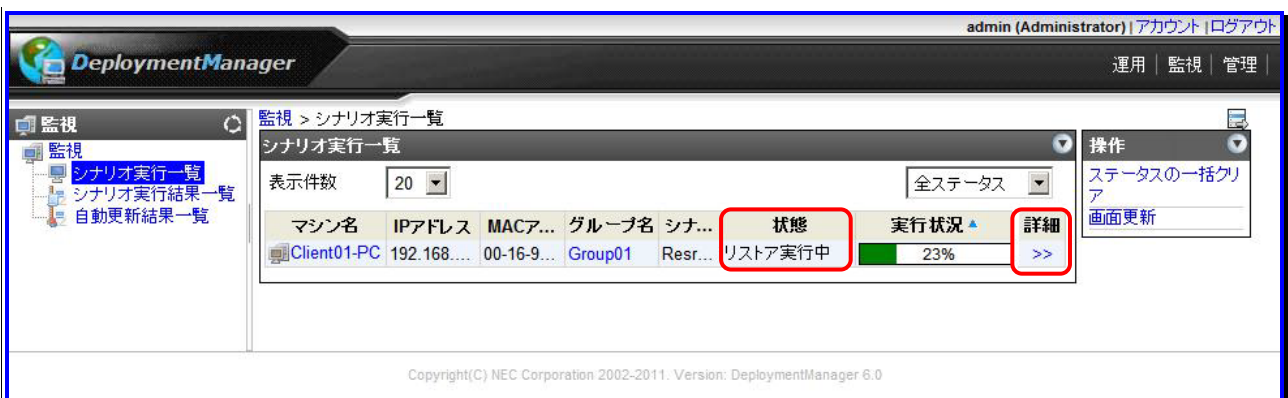 admin (Administrator) | アカウント | ログアウト
DeploymentManager
運用 | 監視 | 管理 |
監視
監視
シナリオ実行一覧
シナリオ実行結果一覧
自動更新結果一覧
監視 > シナリオ実行一覧
シナリオ実行一覧
表示件数 20 全ステータス
マシン名 IPアドレス MACア... グループ名 シナ... 状態 実行状況 詳細
Client01-PC 192.168.... 00-16-9... Group01 Resr... リストア実行中 23% >>
操作
ステータスの一括クリ
ア
画面更新
Copyright(C) NEC Corporation 2002-2011. Version: DeploymentManager 6.0